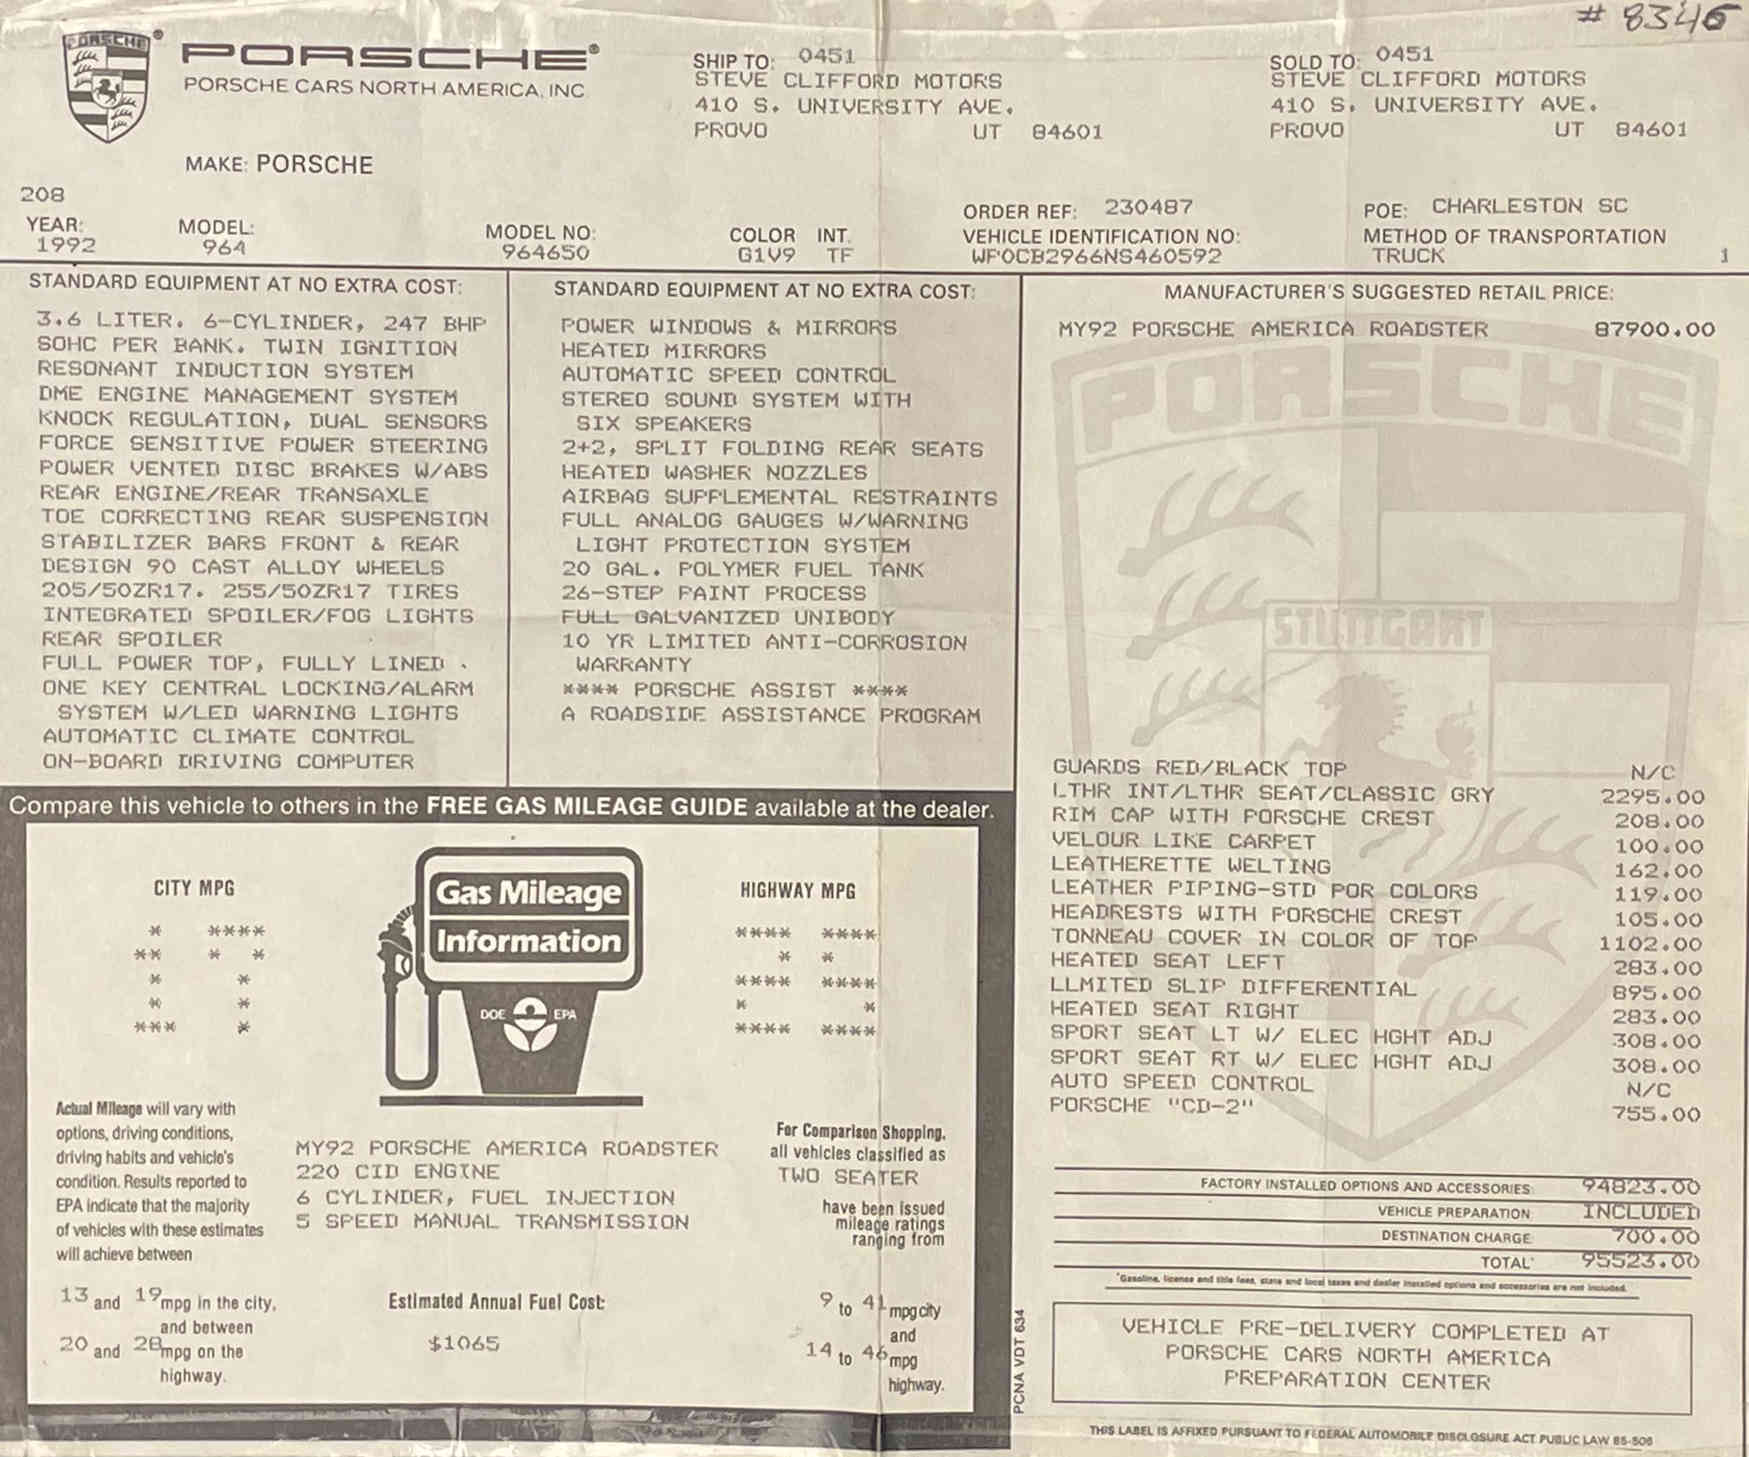 # 8346
PORSCHE®
PORSCHE
PORSCHE CARS NORTH AMERICA, INC
SHIP TO: 0451
STEVE CLIFFORD MOTORS
410 S. UNIVERSITY AVE.
PROVO UT 84601
SOLD TO: 0451
STEVE CLIFFORD MOTORS
410 S. UNIVERSITY AVE.
PROVO UT 84601
MAKE: PORSCHE
208
YEAR: 1992
MODEL: 964
MODEL NO: 964650
COLOR INT.
G1V9 TF
ORDER REF: 230487
VEHICLE IDENTIFICATION NO:
WP0CB2966NS460592
POE: CHARLESTON SC
METHOD OF TRANSPORTATION
TRUCK 1
STANDARD EQUIPMENT AT NO EXTRA COST:
3.6 LITER. 6-CYLINDER, 247 BHP
SOHC PER BANK. TWIN IGNITION
RESONANT INDUCTION SYSTEM
DME ENGINE MANAGEMENT SYSTEM
KNOCK REGULATION, DUAL SENSORS
FORCE SENSITIVE POWER STEERING
POWER VENTED DISC BRAKES W/ABS
REAR ENGINE/REAR TRANSAXLE
TOE CORRECTING REAR SUSPENSION
STABILIZER BARS FRONT & REAR
DESIGN 90 CAST ALLOY WHEELS
205/50ZR17. 255/50ZR17 TIRES
INTEGRATED SPOILER/FOG LIGHTS
REAR SPOILER
FULL POWER TOP, FULLY LINED .
ONE KEY CENTRAL LOCKING/ALARM
SYSTEM W/LED WARNING LIGHTS
AUTOMATIC CLIMATE CONTROL
ON-BOARD DRIVING COMPUTER
STANDARD EQUIPMENT AT NO EXTRA COST:
POWER WINDOWS & MIRRORS
HEATED MIRRORS
AUTOMATIC SPEED CONTROL
STEREO SOUND SYSTEM WITH
SIX SPEAKERS
2+2, SPLIT FOLDING REAR SEATS
HEATED WASHER NOZZLES
AIRBAG SUPPLEMENTAL RESTRAINTS
FULL ANALOG GAUGES W/WARNING
LIGHT PROTECTION SYSTEM
20 GAL. POLYMER FUEL TANK
26-STEP PAINT PROCESS
FULL GALVANIZED UNIBODY
10 YR LIMITED ANTI-CORROSION
WARRANTY
**** PORSCHE ASSIST ****
A ROADSIDE ASSISTANCE PROGRAM
MANUFACTURER'S SUGGESTED RETAIL PRICE:
MY92 PORSCHE AMERICA ROADSTER 87900.00
PORSCHE
STUTTGART
GUARDS RED/BLACK TOP N/C
LTHR INT/LTHR SEAT/CLASSIC GRY 2295.00
RIM CAP WITH PORSCHE CREST 208.00
VELOUR LIKE CARPET 100.00
LEATHERETTE WELTING 162.00
LEATHER PIPING-STD POR COLORS 119.00
HEADRESTS WITH PORSCHE CREST 105.00
TONNEAU COVER IN COLOR OF TOP 1102.00
HEATED SEAT LEFT 283.00
LLMITED SLIP DIFFERENTIAL 895.00
HEATED SEAT RIGHT 283.00
SPORT SEAT LT W/ ELEC HGHT ADJ 308.00
SPORT SEAT RT W/ ELEC HGHT ADJ 308.00
AUTO SPEED CONTROL N/C
PORSCHE "CD-2" 755.00
FACTORY INSTALLED OPTIONS AND ACCESSORIES: 94823.00
VEHICLE PREPARATION INCLUDED
DESTINATION CHARGE: 700.00
TOTAL* 95523.00
*Gasoline, license and title fees, state and local taxes and dealer installed options and accessories are not included.
VEHICLE PRE-DELIVERY COMPLETED AT
PORSCHE CARS NORTH AMERICA
PREPARATION CENTER
THIS LABEL IS AFFIXED PURSUANT TO FEDERAL AUTOMOBILE DISCLOSURE ACT PUBLIC LAW 85-506
PCNA VDT 634
Compare this vehicle to others in the FREE GAS MILEAGE GUIDE available at the dealer.
CITY MPG
* ****
** * *
* *
* *
*** *
Gas Mileage
Information
DOE EPA
HIGHWAY MPG
**** ****
* *
**** ****
* *
**** ****
Actual Mileage will vary with
options, driving conditions,
driving habits and vehicle's
condition. Results reported to
EPA indicate that the majority
of vehicles with these estimates
will achieve between
13 and 19 mpg in the city,
and between
20 and 28 mpg on the
highway.
MY92 PORSCHE AMERICA ROADSTER
220 CID ENGINE
6 CYLINDER, FUEL INJECTION
5 SPEED MANUAL TRANSMISSION
Estimated Annual Fuel Cost:
$1065
For Comparison Shopping,
all vehicles classified as
TWO SEATER
have been issued
mileage ratings
ranging from
9 to 41 mpg city
and
14 to 46 mpg
highway.